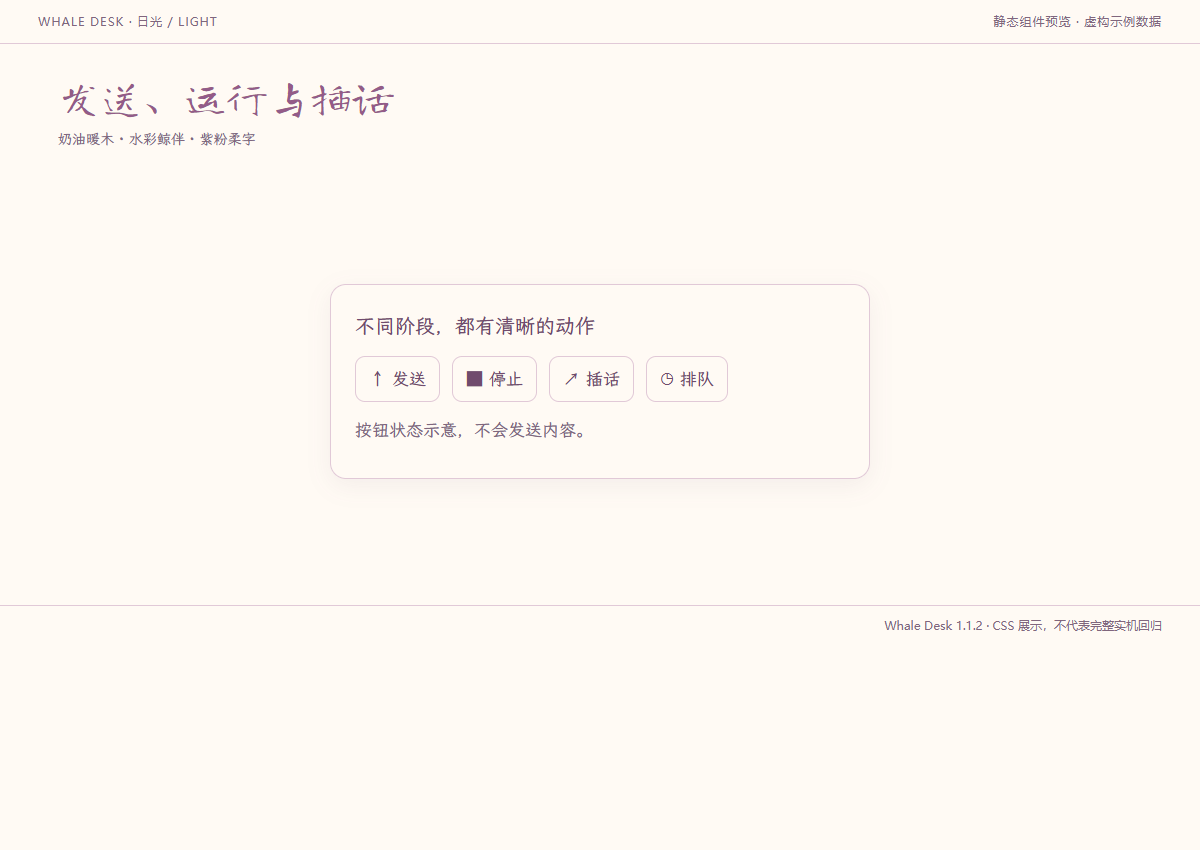 WHALE DESK · 日光 / LIGHT
静态组件预览 · 虚构示例数据
发送、运行与插话
奶油暖木 · 水彩鲸伴 · 紫粉柔字
不同阶段，都有清晰的动作
↑ 发送 ■ 停止 ↗ 插话 ◷ 排队
按钮状态示意，不会发送内容。
Whale Desk 1.1.2 · CSS 展示，不代表完整实机回归